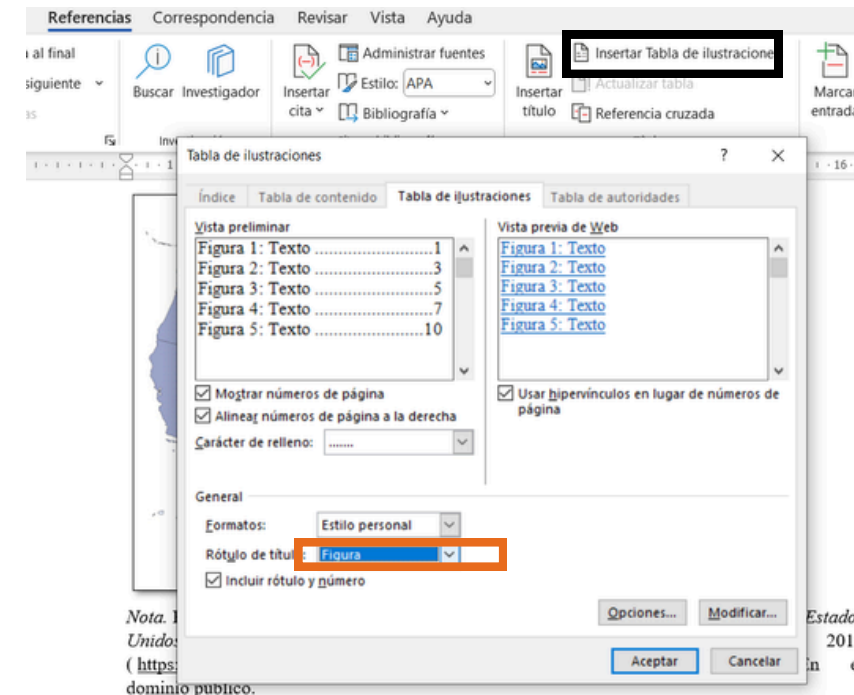 Referencias Correspondencia Revisar Vista Ayuda
al final
siguiente
Buscar Investigador
Insertar
cita
Administrar fuentes
Estilo: APA
Bibliografía
Insertar
título
Insertar Tabla de ilustracione
Actualizar tabla
Referencia cruzada
Marcar
entrada
1
16
Tabla de ilustraciones ? ×
Índice Tabla de contenido Tabla de ilustraciones Tabla de autoridades
Vista preliminar
Figura 1: Texto ..........................1
Figura 2: Texto ..........................3
Figura 3: Texto ..........................5
Figura 4: Texto ..........................7
Figura 5: Texto ........................10
Vista previa de Web
Figura 1: Texto
Figura 2: Texto
Figura 3: Texto
Figura 4: Texto
Figura 5: Texto
Mostrar números de página
Alinear números de página a la derecha
Carácter de relleno: .......
Usar hipervínculos en lugar de números de
página
General
Formatos: Estilo personal
Rótulo de título: Figura
Incluir rótulo y número
Opciones... Modificar...
Aceptar Cancelar
Nota. Estado
Unidos 201
( https:
dominio público.